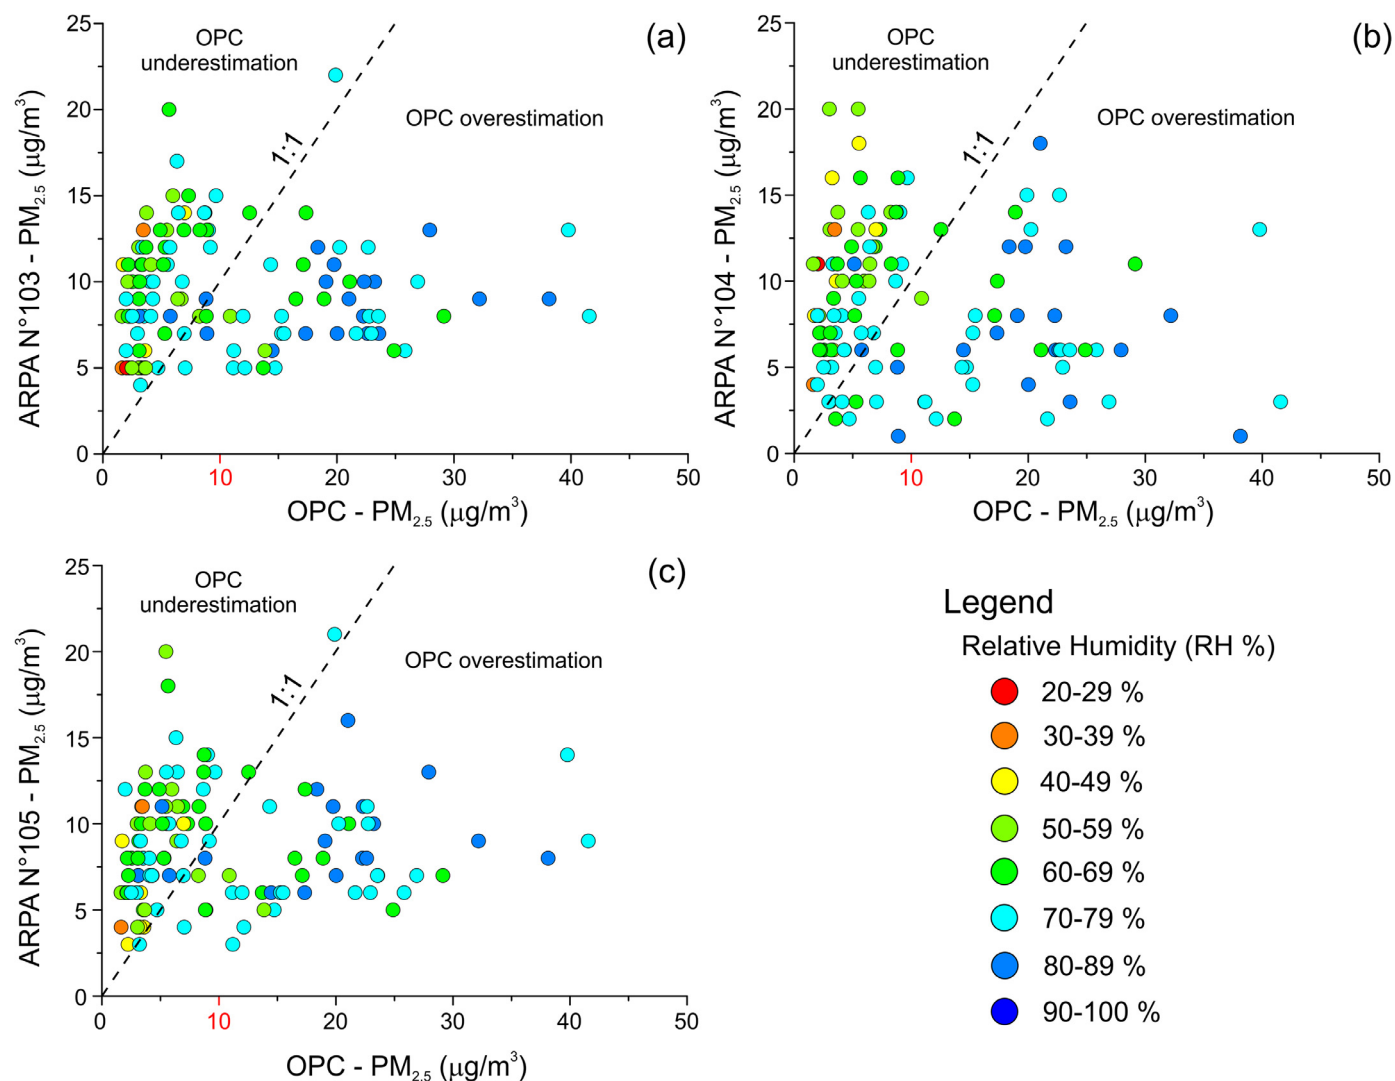 (a)
OPC
underestimation
OPC overestimation
1:1
ARPA N°103 - PM2.5 (µg/m³)
25
20
15
10
5
0
0 10 20 30 40 50
OPC - PM2.5 (µg/m³)
(b)
OPC
underestimation
OPC overestimation
1:1
ARPA N°104 - PM2.5 (µg/m³)
25
20
15
10
5
0
0 10 20 30 40 50
OPC - PM2.5 (µg/m³)
(c)
OPC
underestimation
OPC overestimation
1:1
ARPA N°105 - PM2.5 (µg/m³)
25
20
15
10
5
0
0 10 20 30 40 50
OPC - PM2.5 (µg/m³)
Legend
Relative Humidity (RH %)
20-29 %
30-39 %
40-49 %
50-59 %
60-69 %
70-79 %
80-89 %
90-100 %